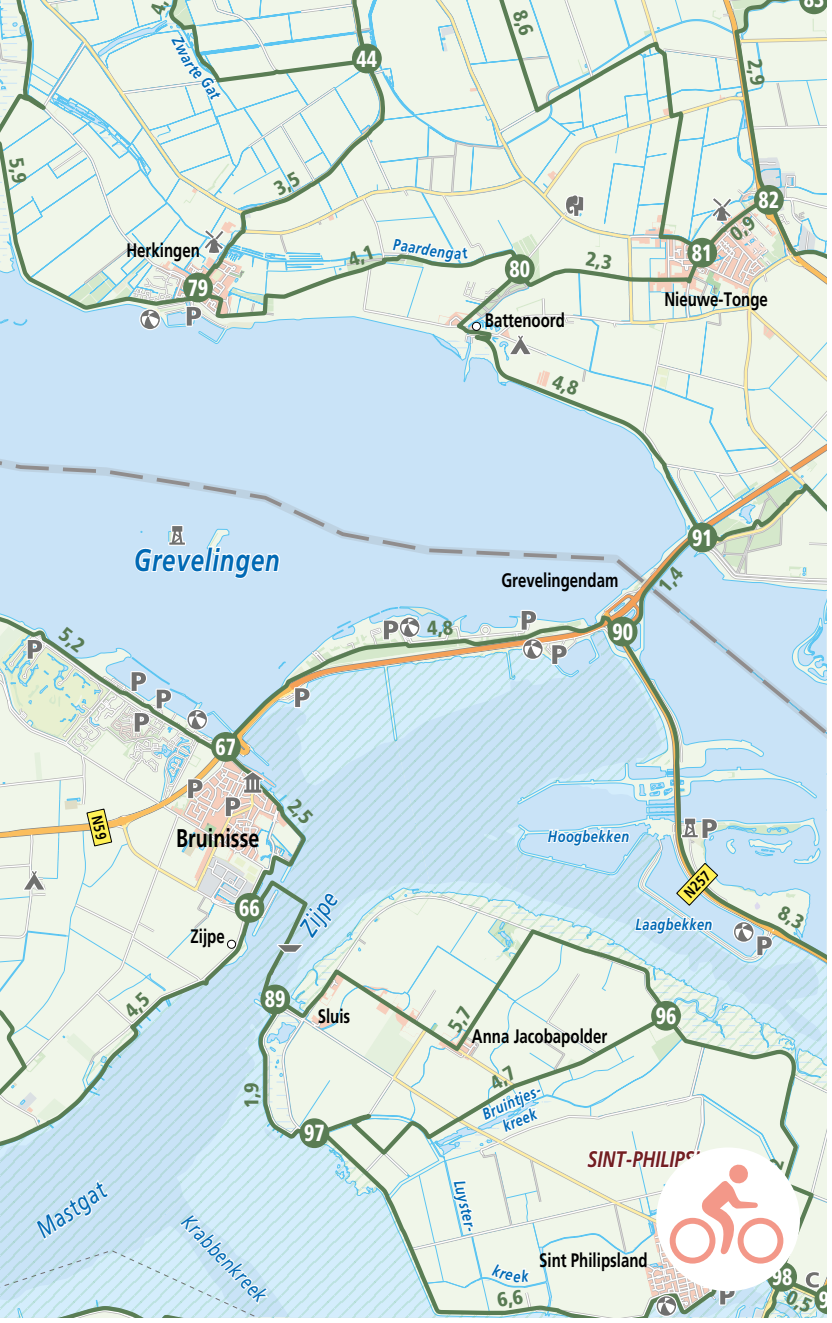 8,6
83
44
Zwarte Gat
2,9
5,9
3,5
82
0,9
Herkingen
4,1
Paardengat
80
2,3
81
79
P
Nieuwe-Tonge
Battenoord
4,8
Grevelingen
91
Grevelingendam
1,4
5,2
P
4,8
P
90
P
P
P
P
P
P
67
P
P
2,5
N59
Bruinisse
Hoogbekken
P
N257
66
Zijpe
Zijpe
Laagbekken
8,3
P
4,5
89
Sluis
5,7
96
Anna Jacobapolder
4,7
1,9
Bruintjes-
kreek
97
SINT-PHILIPS
Mastgat
Krabbenkreek
Luyster-
kreek
Sint Philipsland
98
C
P
0,5
6,6